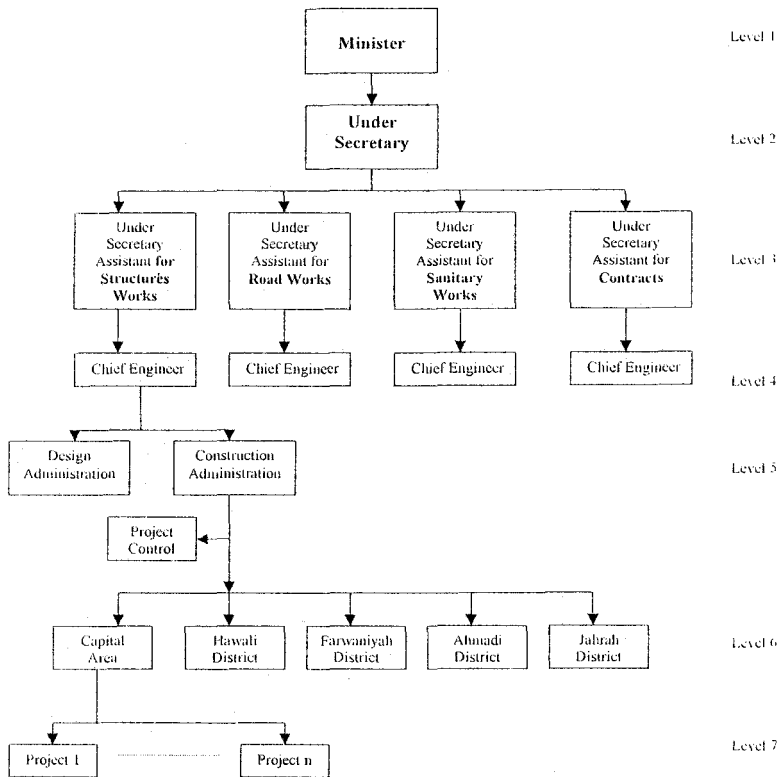 Minister
Level 1
Under
Secretary
Level 2
Under
Secretary
Assistant for
Structures
Works
Under
Secretary
Assistant for
Road Works
Under
Secretary
Assistant for
Sanitary
Works
Under
Secretary
Assistant for
Contracts
Level 3
Chief Engineer
Chief Engineer
Chief Engineer
Chief Engineer
Level 4
Design
Administration
Construction
Administration
Level 5
Project
Control
Capital
Area
Hawali
District
Farwaniyah
District
Ahmadi
District
Jahrah
District
Level 6
Project 1
Project n
Level 7